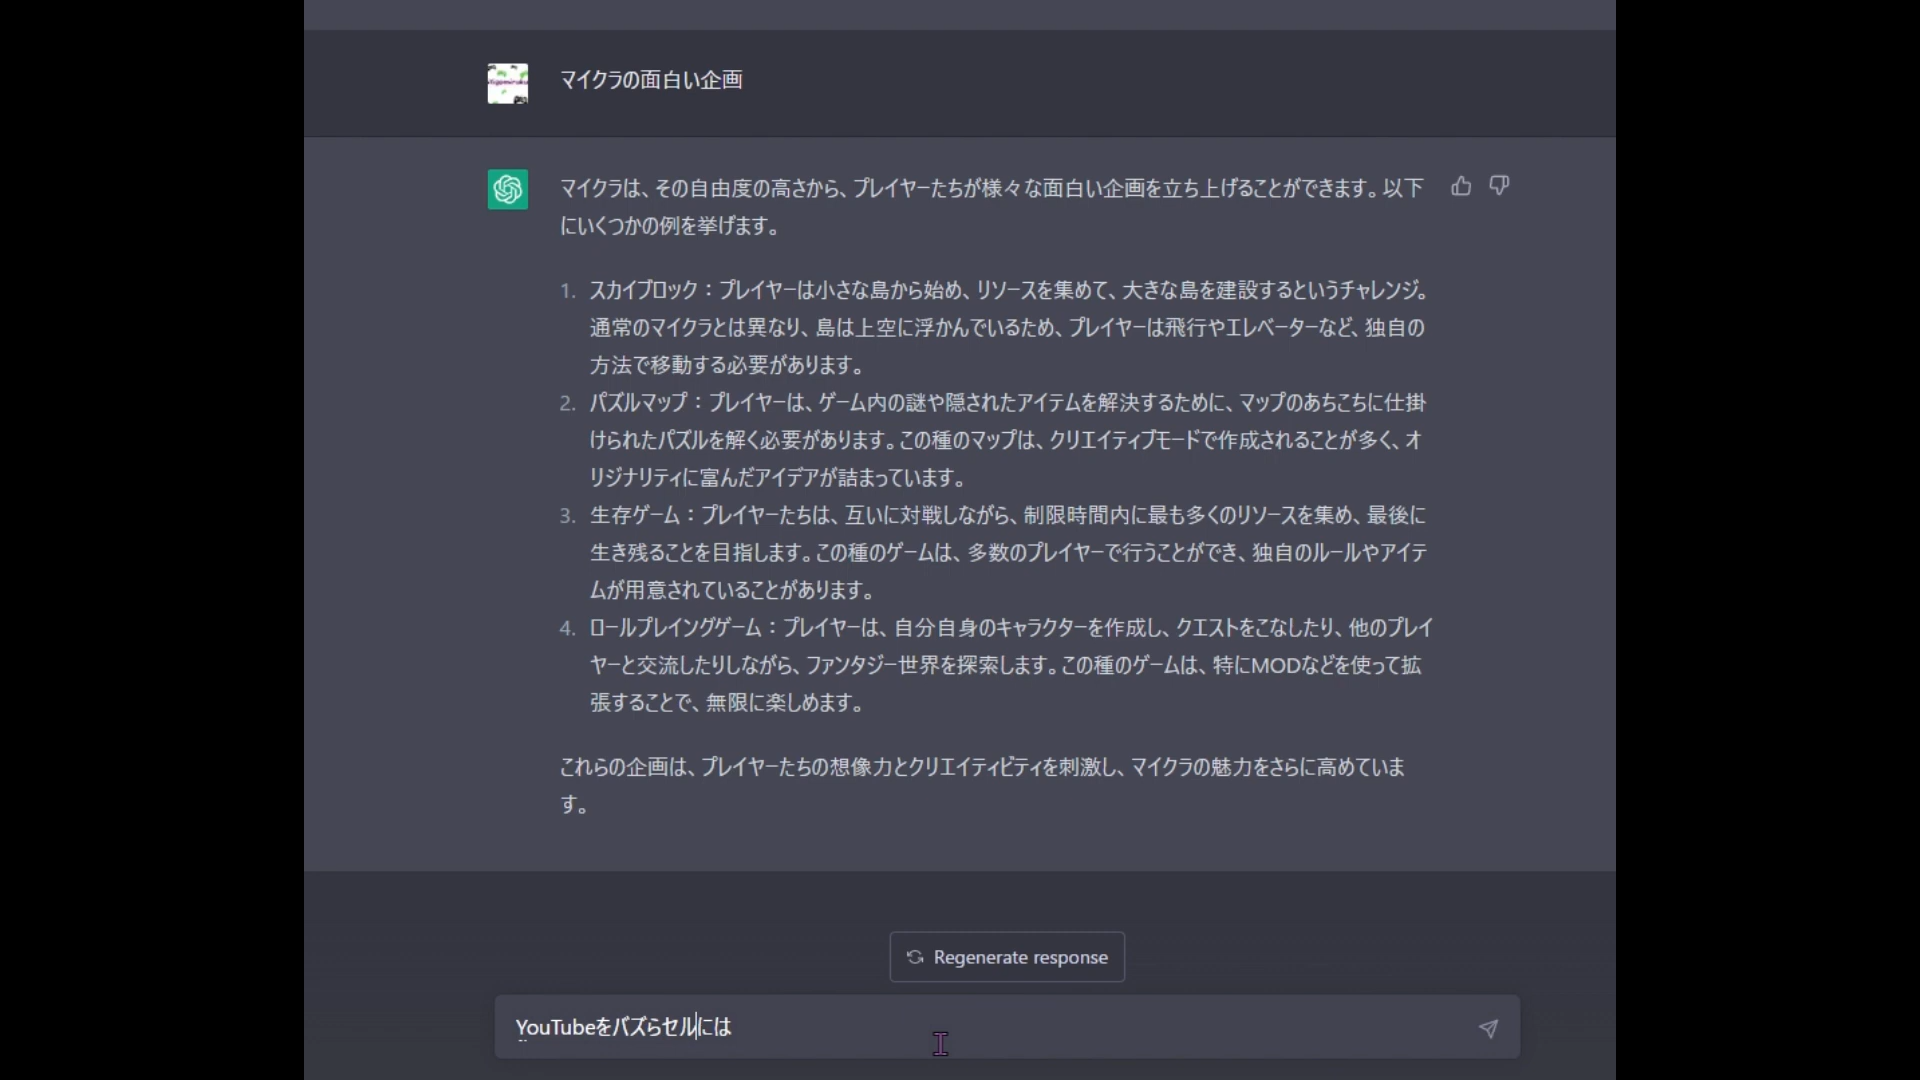 マイクラの面白い企画
マイクラは、その自由度の高さから、プレイヤーたちが様々な面白い企画を立ち上げることができます。以下
にいくつかの例を挙げます。
1. スカイブロック：プレイヤーは小さな島から始め、リソースを集めて、大きな島を建設するというチャレンジ。
通常のマイクラとは異なり、島は上空に浮かんでいるため、プレイヤーは飛行やエレベーターなど、独自の
方法で移動する必要があります。
2. パズルマップ：プレイヤーは、ゲーム内の謎や隠されたアイテムを解決するために、マップのあちこちに仕掛
けられたパズルを解く必要があります。この種のマップは、クリエイティブモードで作成されることが多く、オ
リジナリティに富んだアイデアが詰まっています。
3. 生存ゲーム：プレイヤーたちは、互いに対戦しながら、制限時間内に最も多くのリソースを集め、最後に
生き残ることを目指します。この種のゲームは、多数のプレイヤーで行うことができ、独自のルールやアイテ
ムが用意されていることがあります。
4. ロールプレイングゲーム：プレイヤーは、自分自身のキャラクターを作成し、クエストをこなしたり、他のプレイ
ヤーと交流したりしながら、ファンタジー世界を探索します。この種のゲームは、特にMODなどを使って拡
張することで、無限に楽しめます。
これらの企画は、プレイヤーたちの想像力とクリエイティビティを刺激し、マイクラの魅力をさらに高めていま
す。
Regenerate response
YouTubeをバズらセルには